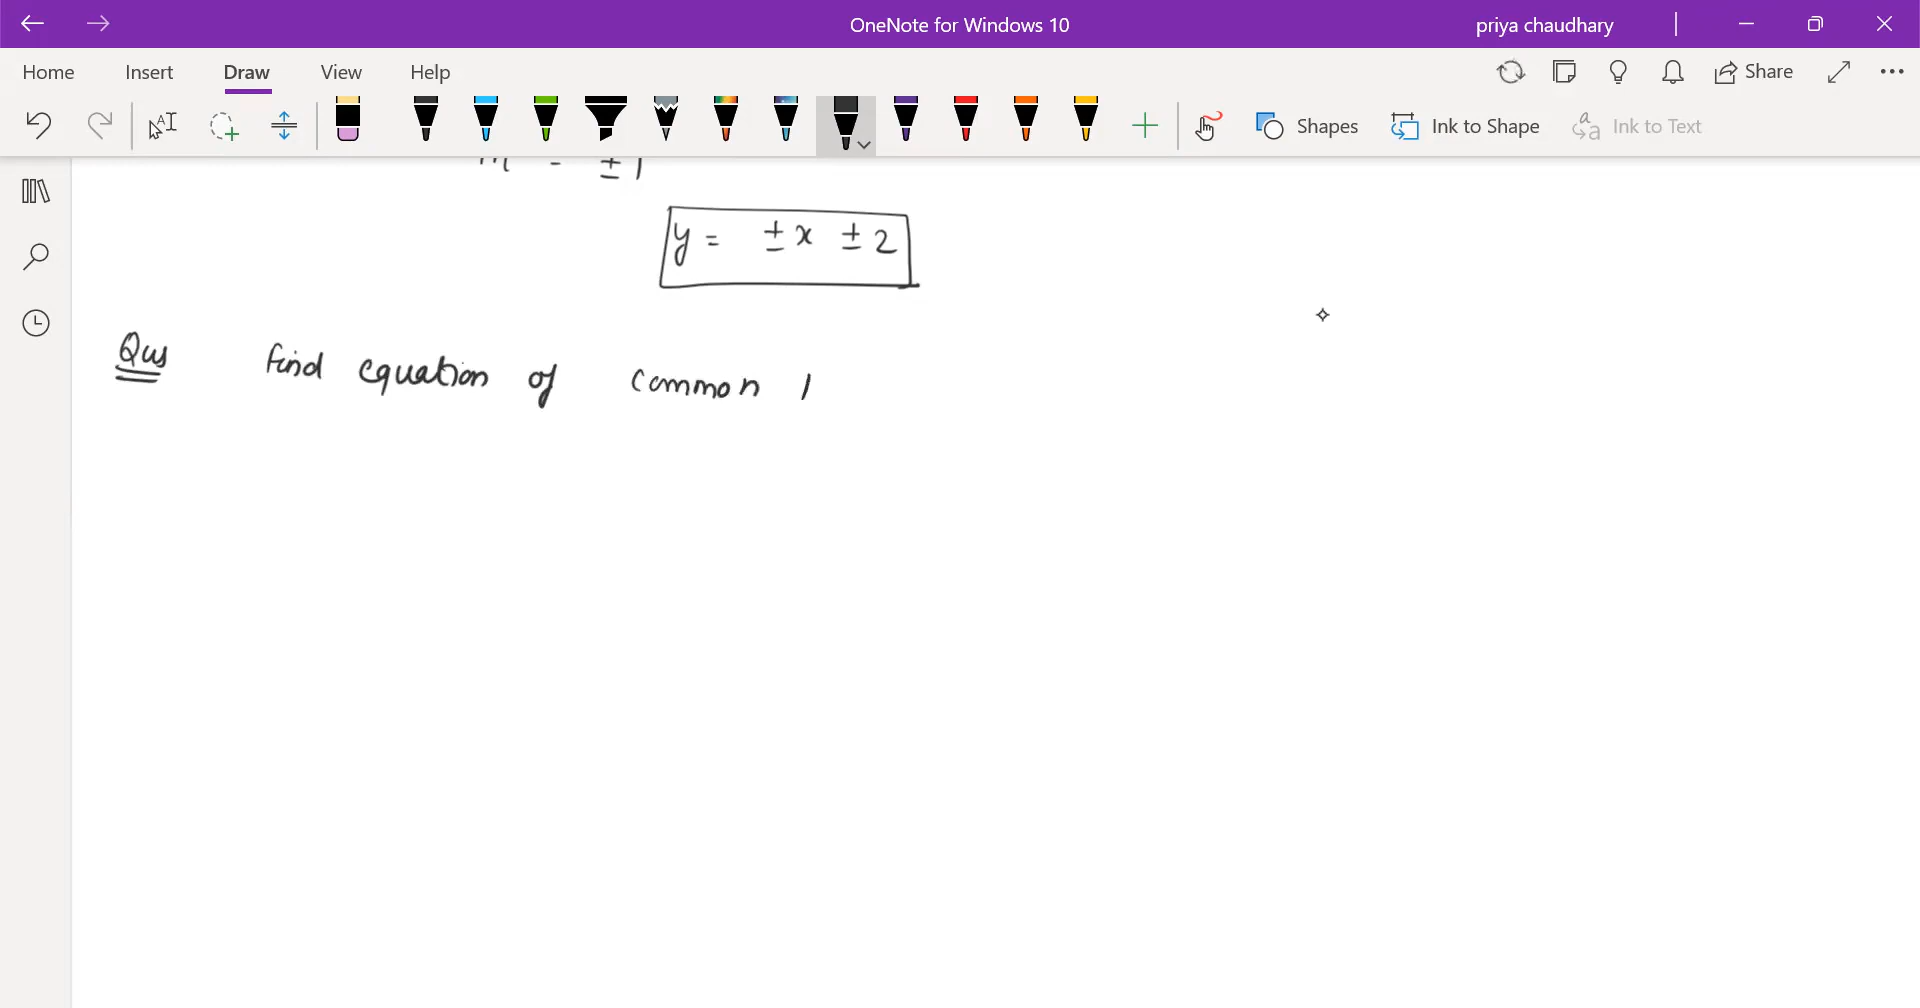 OneNote for Windows 10
priya chaudhary
Home Insert Draw View Help
Share
Shapes Ink to Shape Ink to Text
m = ±1
y = ±x ±2
Qus Find equation of common